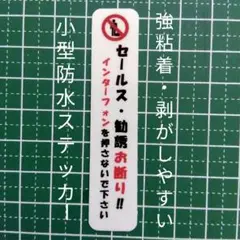 強粘着・剥がしやすい
セールス・勧誘お断り!!
インターフォンを押さないで下さい
小型防水ステッカー